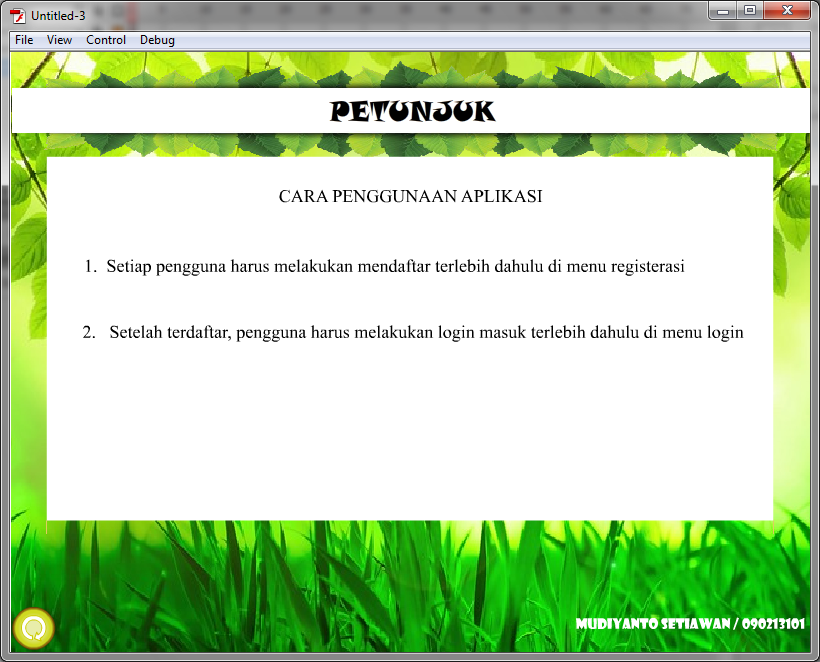 Untitled-3
File View Control Debug
PETUNJUK
CARA PENGGUNAAN APLIKASI
1. Setiap pengguna harus melakukan mendaftar terlebih dahulu di menu registerasi
2. Setelah terdaftar, pengguna harus melakukan login masuk terlebih dahulu di menu login
MUDIYANTO SETIAWAN / 090213101